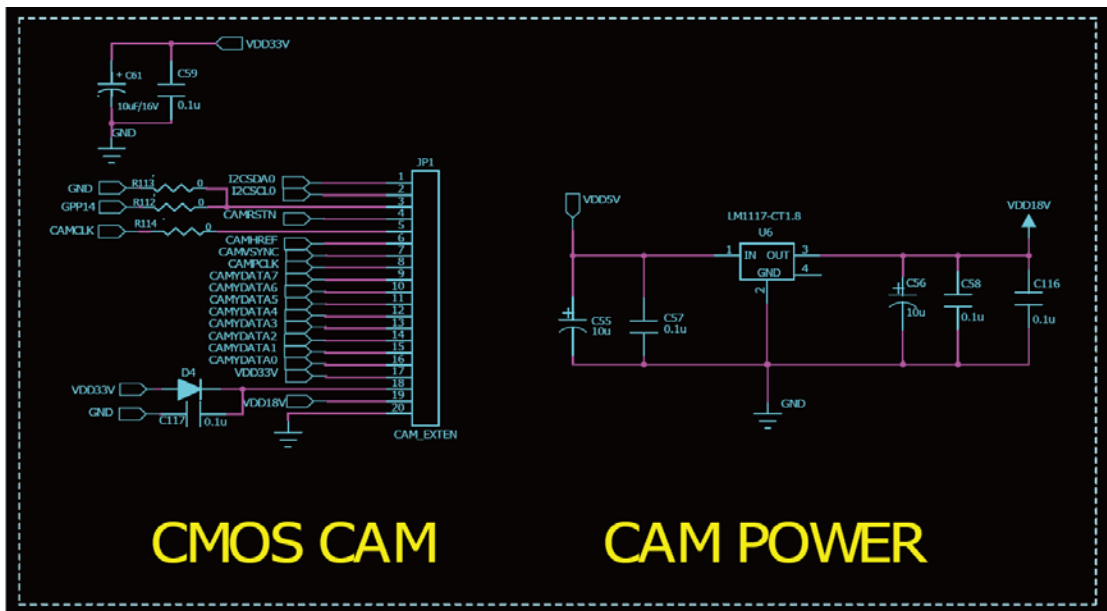 VDD33V
+ C61
10uF/16V
C59
0.1u
GND
JP1
GND
R113
0
GPP14
R112
0
CAMCLK
R114
0
I2CSDA0
1
I2CSCL0
2
3
CAMRSTN
4
5
CAMHREF
6
CAMVSYNC
7
CAMPCLK
8
CAMYDATA7
9
CAMYDATA6
10
CAMYDATA5
11
CAMYDATA4
12
CAMYDATA3
13
CAMYDATA2
14
CAMYDATA1
15
CAMYDATA0
16
VDD33V
17
18
VDD18V
19
20
CAM_EXTEN
D4
VDD33V
GND
C117
0.1u
VDD5V
LM1117-CT1.8
U6
1
IN OUT
3
GND
4
2
VDD18V
+
C55
10u
C57
0.1u
+
C56
10u
C58
0.1u
C116
0.1u
GND
CMOS CAM
CAM POWER